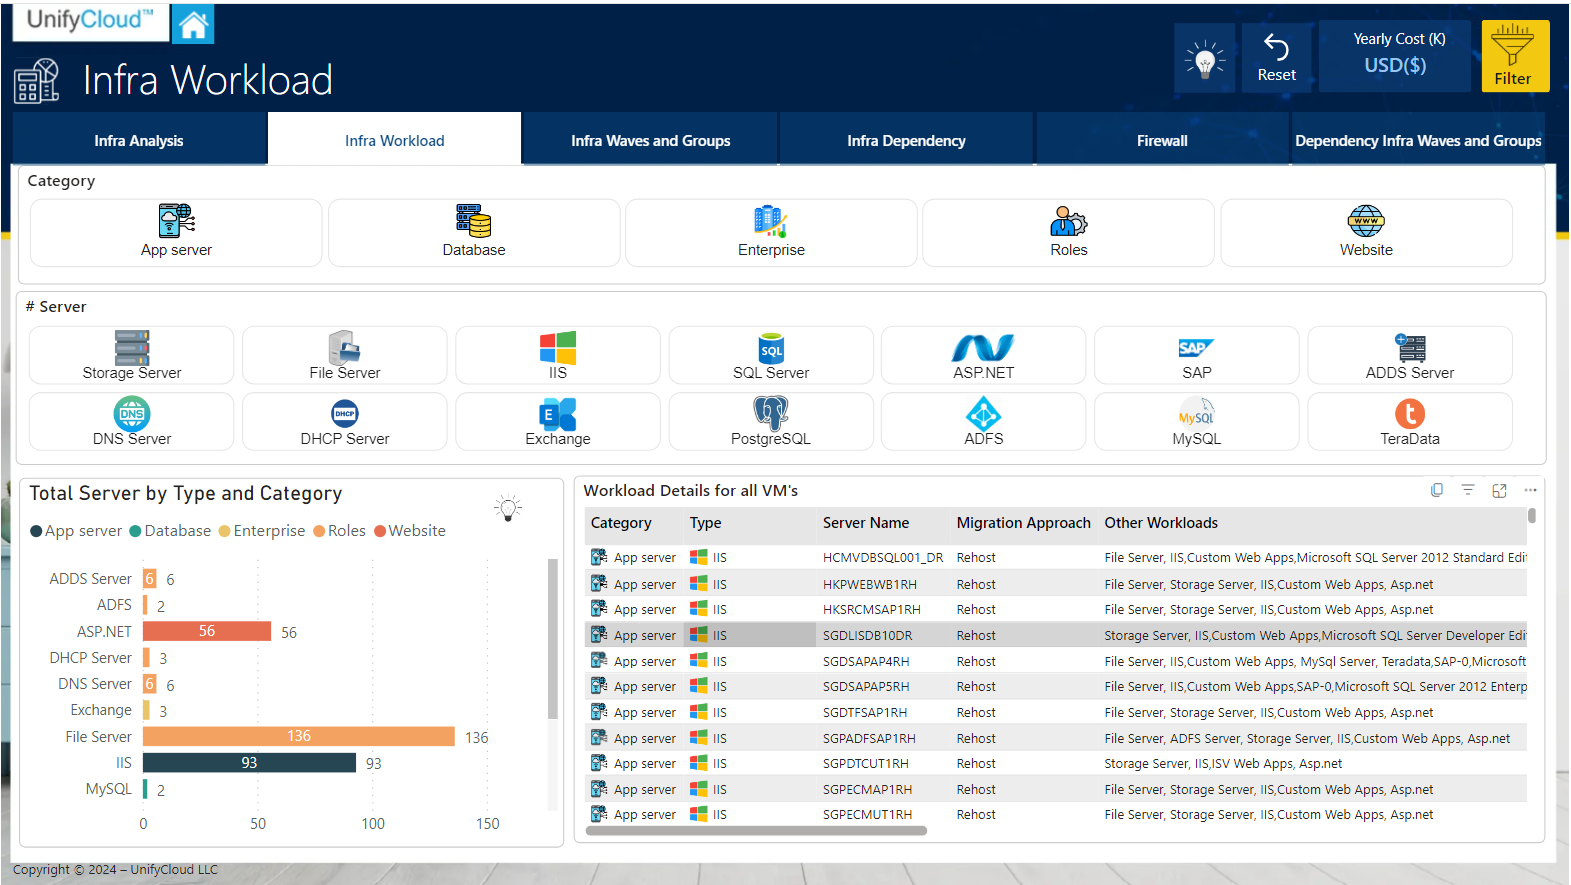 UnifyCloud™
Infra Workload
Reset
Yearly Cost (K)
USD($)
Filter
Infra Analysis
Infra Workload
Infra Waves and Groups
Infra Dependency
Firewall
Dependency Infra Waves and Groups
Category
App server
Database
Enterprise
Roles
WWW
Website
# Server
Storage Server
File Server
IIS
SQL
SQL Server
ASP.NET
SAP
SAP
ADDS Server
DNS
DNS Server
DHCP
DHCP Server
E
Exchange
PostgreSQL
ADFS
MySQL
MySQL
t
TeraData
Total Server by Type and Category
App server Database Enterprise Roles Website
ADDS Server 6 6
ADFS 2
ASP.NET 56 56
DHCP Server 3
DNS Server 6 6
Exchange 3
File Server 136 136
IIS 93 93
MySQL 2
0 50 100 150
Workload Details for all VM's
Category Type Server Name Migration Approach Other Workloads
App server IIS HCMVDBSQL001_DR Rehost File Server, IIS,Custom Web Apps,Microsoft SQL Server 2012 Standard Edit
App server IIS HKPWEBWB1RH Rehost File Server, Storage Server, IIS,Custom Web Apps, Asp.net
App server IIS HKSRCMSAP1RH Rehost File Server, Storage Server, IIS,Custom Web Apps, Asp.net
App server IIS SGDLISDB10DR Rehost Storage Server, IIS,Custom Web Apps,Microsoft SQL Server Developer Edi
App server IIS SGDSAPAP4RH Rehost File Server, IIS,Custom Web Apps, MySql Server, Teradata,SAP-0,Microsoft
App server IIS SGDSAPAP5RH Rehost File Server, IIS,Custom Web Apps,SAP-0,Microsoft SQL Server 2012 Enterp
App server IIS SGDTFSAP1RH Rehost File Server, Storage Server, IIS,Custom Web Apps, Asp.net
App server IIS SGPADFSAP1RH Rehost File Server, ADFS Server, Storage Server, IIS,Custom Web Apps, Asp.net
App server IIS SGPDTCUT1RH Rehost Storage Server, IIS,ISV Web Apps, Asp.net
App server IIS SGPECMAP1RH Rehost File Server, Storage Server, IIS,Custom Web Apps, Asp.net
App server IIS SGPECMUT1RH Rehost File Server, Storage Server, IIS,Custom Web Apps, Asp.net
Copyright © 2024 – UnifyCloud LLC